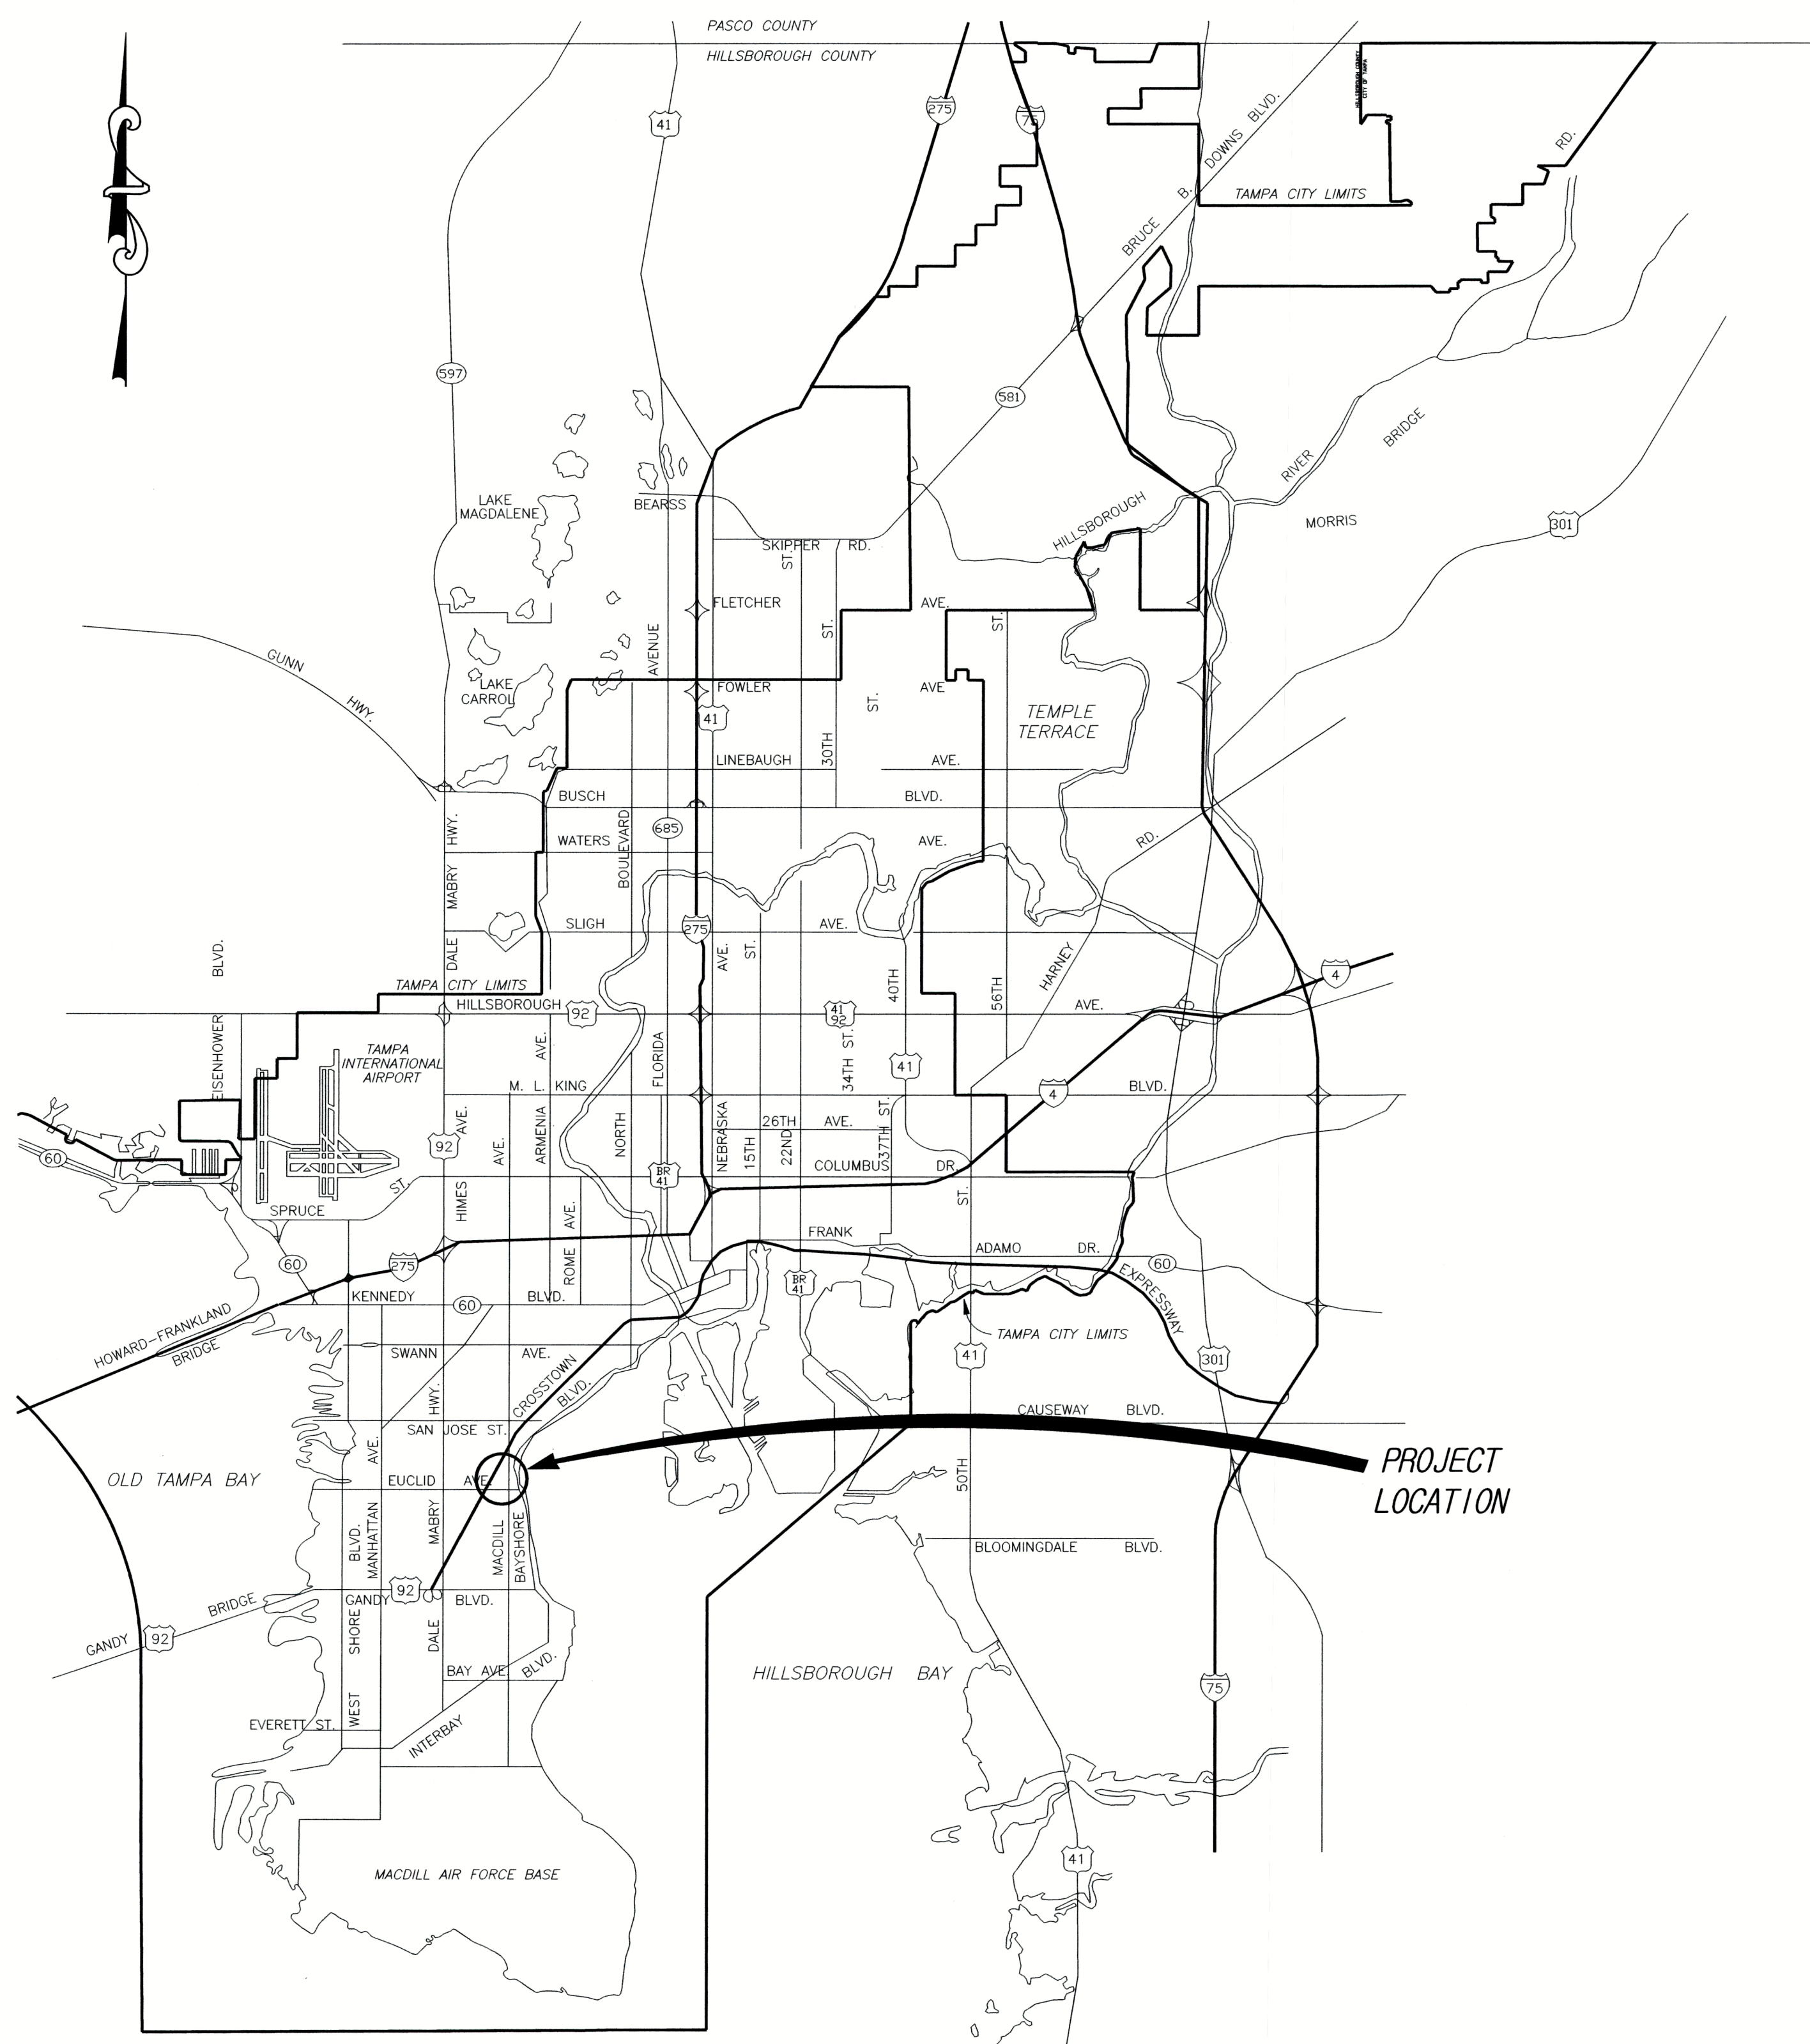 PASCO COUNTY
HILLSBOROUGH COUNTY
HILLSBOROUGH COUNTY
CITY OF TAMPA
275
75
41
BRUCE B. DOWNS BLVD.
RD.
TAMPA CITY LIMITS
597
581
LAKE
MAGDALENE
BEARSS
SKIPPER RD.
HILLSBOROUGH
RIVER
BRIDGE
MORRIS
301
FLETCHER
AVE.
ST.
ST.
ST.
AVENUE
GUNN
HWY.
LAKE
CARROL
FOWLER
AVE
ST.
41
TEMPLE
TERRACE
30TH
LINEBAUGH
AVE.
BUSCH
BLVD.
HWY.
685
WATERS
AVE.
RD.
BOULEVARD
MABRY
SLIGH
AVE.
275
DALE
BLVD.
AVE.
ST.
40TH
56TH
HARNEY
4
TAMPA CITY LIMITS
HILLSBOROUGH
92
41
92
AVE.
EISENHOWER
TAMPA
INTERNATIONAL
AIRPORT
AVE.
FLORIDA
34TH ST.
41
M. L. KING
BLVD.
4
60
92
AVE.
AVE.
ARMENIA
NORTH
NEBRASKA
15TH
22ND
26TH AVE.
37TH ST.
BR
41
COLUMBUS DR.
ST.
SPRUCE
HIMES
AVE.
ST.
FRANK
ADAMO DR.
60
60
275
ROME
BR
41
EXPRESSWAY
KENNEDY
60
BLVD.
HOWARD-FRANKLAND
BRIDGE
SWANN
AVE.
TAMPA CITY LIMITS
41
301
HWY.
CROSSTOWN
BLVD.
SAN JOSE ST.
CAUSEWAY BLVD.
AVE.
PROJECT
LOCATION
OLD TAMPA BAY
EUCLID AVE.
50TH
MANHATTAN
MABRY
MACDILL
BAYSHORE
BLVD.
BLOOMINGDALE BLVD.
92
GANDY
BLVD.
BRIDGE
GANDY
92
SHORE
DALE
BAY AVE.
BLVD.
HILLSBOROUGH BAY
75
WEST
EVERETT ST.
INTERBAY
41
MACDILL AIR FORCE BASE